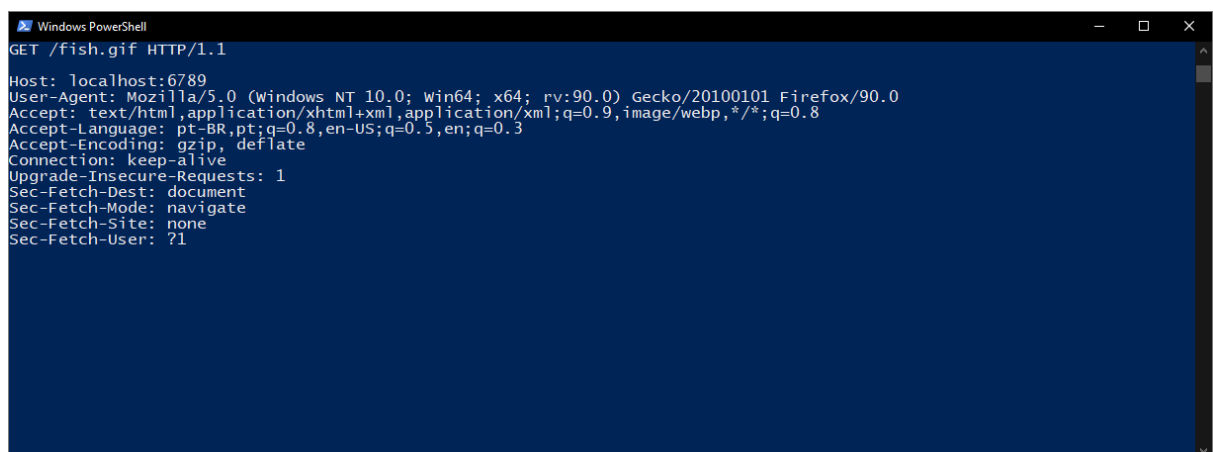 Windows PowerShell
GET /fish.gif HTTP/1.1
Host: localhost:6789
User-Agent: Mozilla/5.0 (Windows NT 10.0; Win64; x64; rv:90.0) Gecko/20100101 Firefox/90.0
Accept: text/html,application/xhtml+xml,application/xml;q=0.9,image/webp,*/*;q=0.8
Accept-Language: pt-BR,pt;q=0.8,en-US;q=0.5,en;q=0.3
Accept-Encoding: gzip, deflate
Connection: keep-alive
Upgrade-Insecure-Requests: 1
Sec-Fetch-Dest: document
Sec-Fetch-Mode: navigate
Sec-Fetch-Site: none
Sec-Fetch-User: ?1